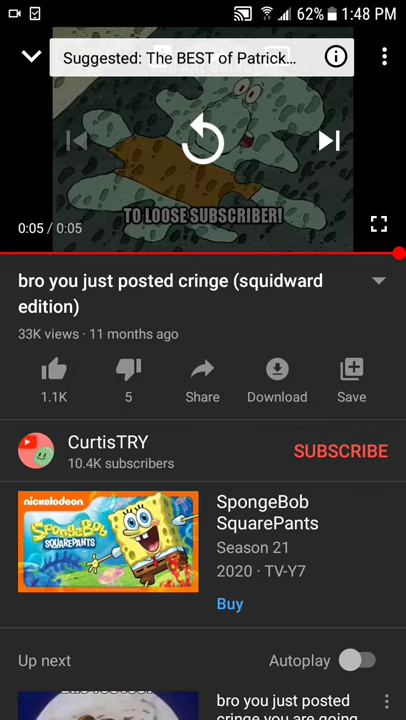 62% 1:48 PM
Suggested: The BEST of Patrick...
TO LOOSE SUBSCRIBER!
0:05 / 0:05
bro you just posted cringe (squidward
edition)
33K views · 11 months ago
1.1K
5
Share
Download
Save
CurtisTRY
10.4K subscribers
SUBSCRIBE
nickelodeon
SpongeBob
SQUAREPANTS
SpongeBob
SquarePants
Season 21
2020 · TV-Y7
Buy
Up next
Autoplay
bro you just posted
cringe you are going